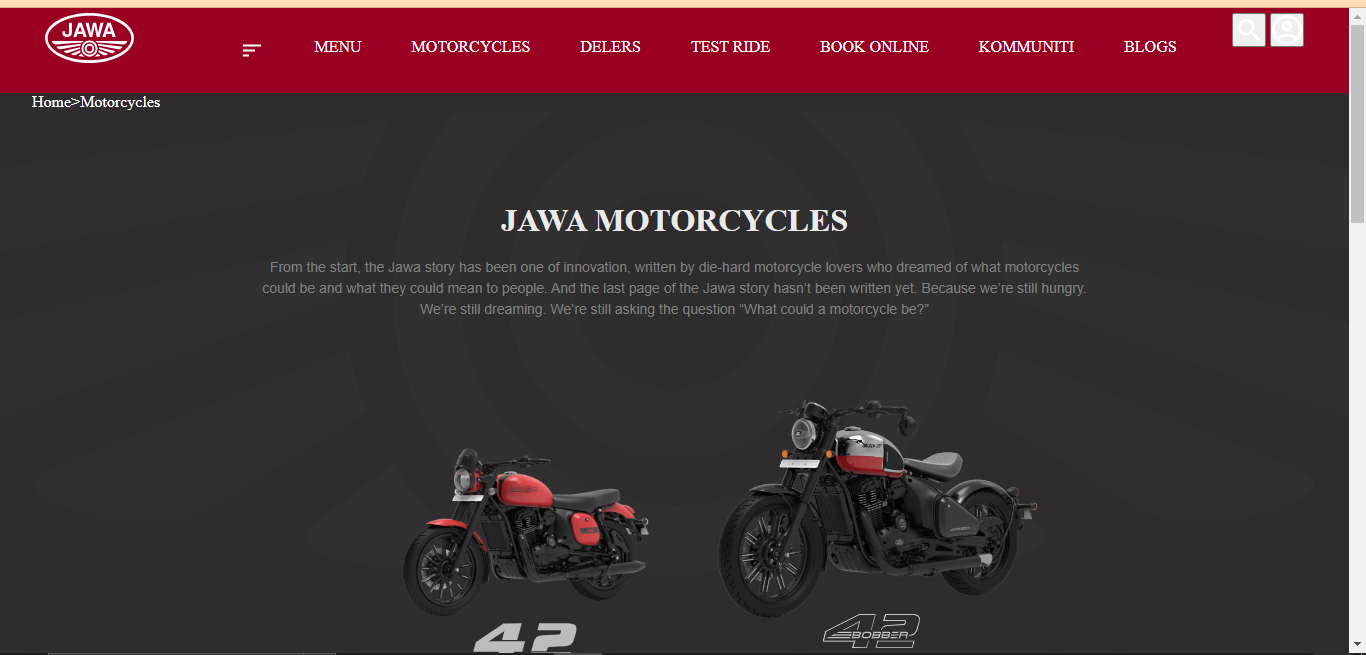 JAWA
MENU
MOTORCYCLES
DELERS
TEST RIDE
BOOK ONLINE
KOMMUNITI
BLOGS
Home>Motorcycles
JAWA MOTORCYCLES
From the start, the Jawa story has been one of innovation, written by die-hard motorcycle lovers who dreamed of what motorcycles
could be and what they could mean to people. And the last page of the Jawa story hasn’t been written yet. Because we’re still hungry.
We’re still dreaming. We’re still asking the question “What could a motorcycle be?”
42
42
BOBBER